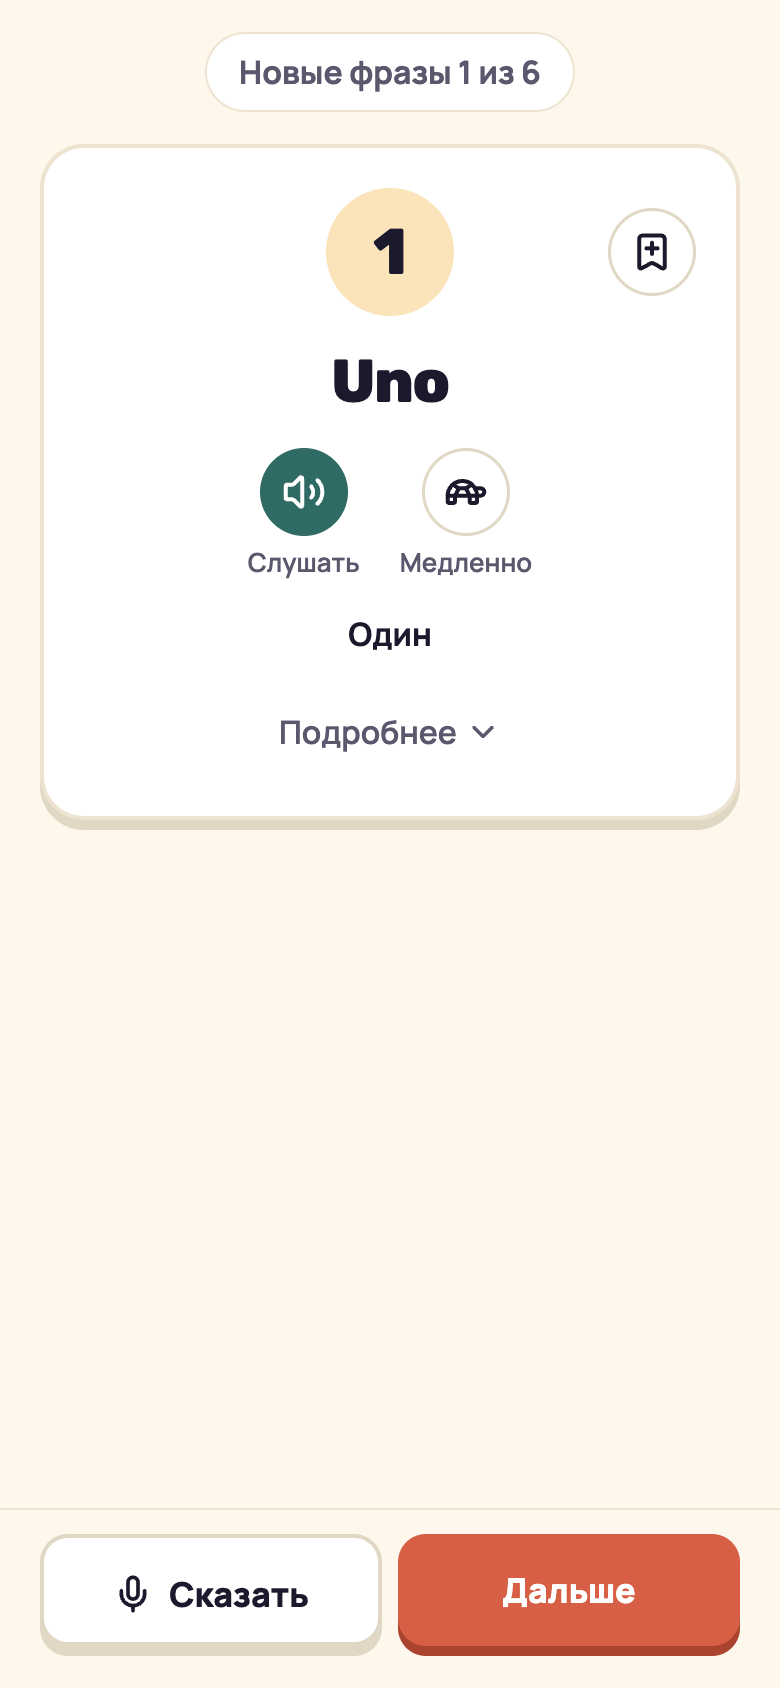 Новые фразы 1 из 6
1
Uno
Слушать Медленно
Один
Подробнее
Сказать Дальше